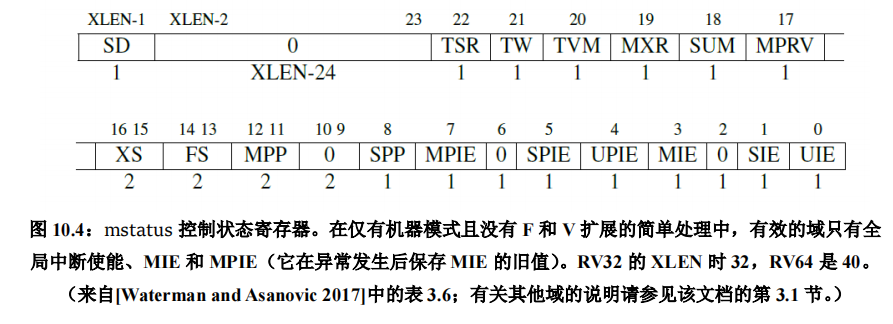 XLEN-1 XLEN-2 23 22 21 20 19 18 17
SD 0 TSR TW TVM MXR SUM MPRV
1 XLEN-24 1 1 1 1 1 1
16 15 14 13 12 11 10 9 8 7 6 5 4 3 2 1 0
XS FS MPP 0 SPP MPIE 0 SPIE UPIE MIE 0 SIE UIE
2 2 2 2 1 1 1 1 1 1 1 1 1
图 10.4：mstatus 控制状态寄存器。在仅有机器模式且没有 F 和 V 扩展的简单处理中，有效的域只有全
局中断使能、MIE 和 MPIE（它在异常发生后保存 MIE 的旧值）。RV32 的 XLEN 时 32，RV64 是 40。
（来自[Waterman and Asanovic 2017]中的表 3.6；有关其他域的说明请参见该文档的第 3.1 节。）